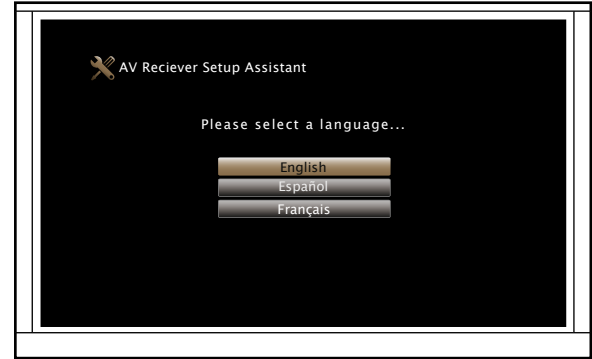 AV Reciever Setup Assistant
Please select a language...
English
Español
Français